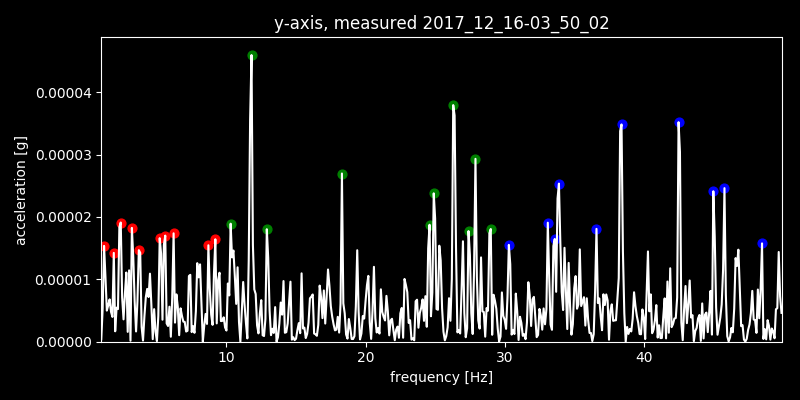 y-axis, measured 2017_12_16-03_50_02
0.00004
0.00003
0.00002
0.00001
0.00000
acceleration [g]
10 20 30 40
frequency [Hz]